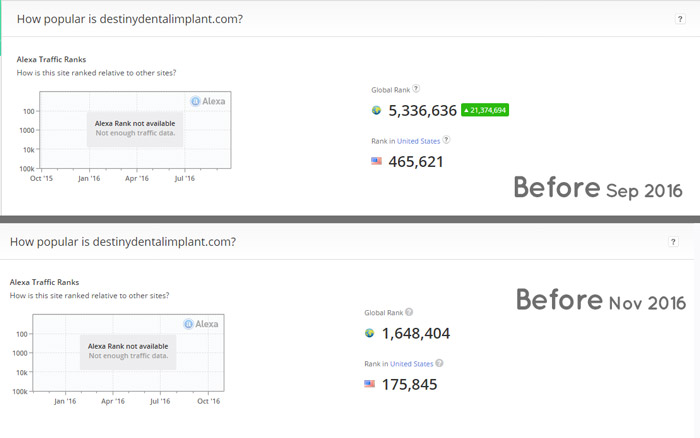 How popular is destinydentalimplant.com?
?
Alexa Traffic Ranks
How is this site ranked relative to other sites?
Alexa
Alexa Rank not available
Not enough traffic data.
100
1000
10k
100k
Oct '15 Jan '16 Apr '16 Jul '16
Global Rank ?
5,336,636 ▲21,374,694
Rank in United States ?
465,621
Before Sep 2016
How popular is destinydentalimplant.com?
?
Alexa Traffic Ranks
How is this site ranked relative to other sites?
Alexa
Alexa Rank not available
Not enough traffic data.
100
1000
10k
100k
Jan '16 Apr '16 Jul '16 Oct '16
Before Nov 2016
Global Rank ?
1,648,404
Rank in United States ?
175,845